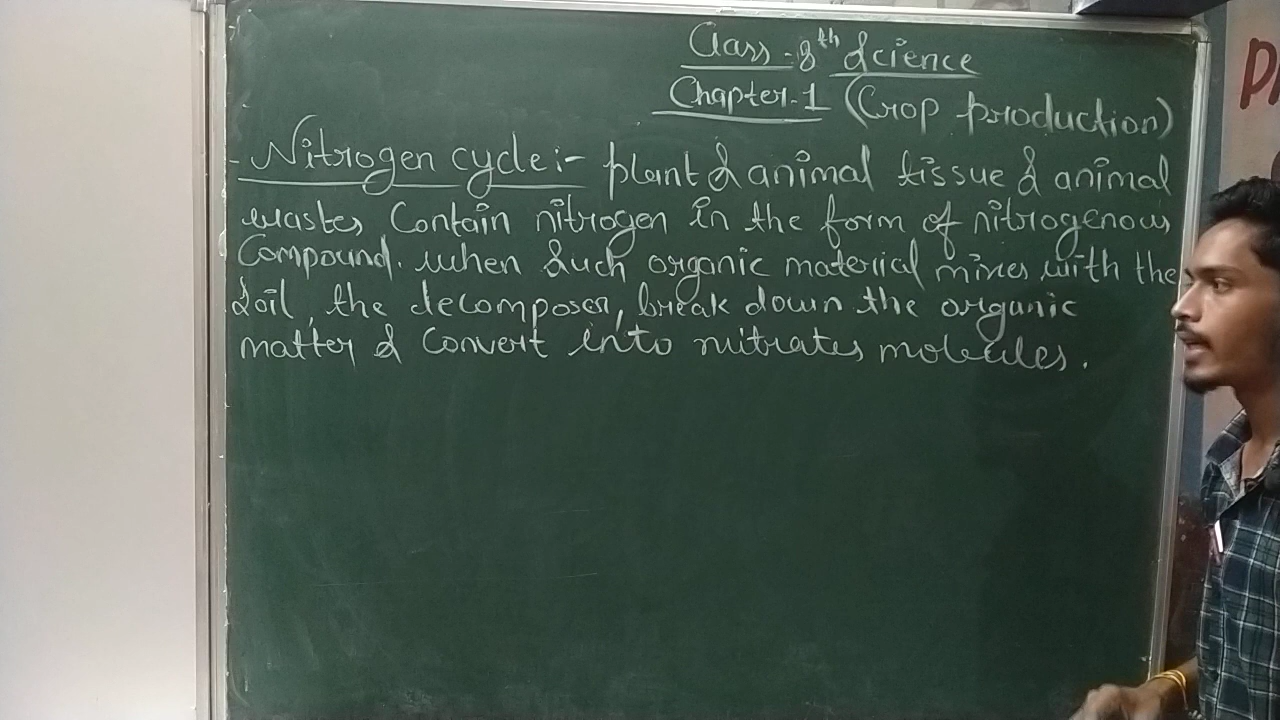 Class - 8th Science
Chapter-1 (Crop production)
- Nitrogen cycle:- plant & animal tissue & animal
wastes Contain nitrogen in the form of nitrogenous
Compound. when such organic material mixes with the
soil, the decomposer, break down the organic
matter & convert into nitrates molecules.